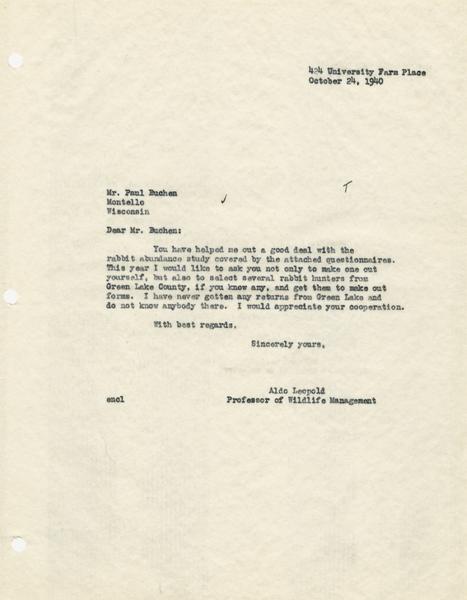 424 University Farm Place
October 24, 1940
Mr. Paul Buchen
Montello
Wisconsin
Dear Mr. Buchen:
You have helped me out a good deal with the
rabbit abundance study covered by the attached questionnaires.
This year I would like to ask you not only to make one out
yourself, but also to select several rabbit hunters from
Green Lake County, if you know any, and get them to make out
forms. I have never gotten any returns from Green Lake and
do not know anybody there. I would appreciate your cooperation.
With best regards,
Sincerely yours,
Aldo Leopold
encl Professor of Wildlife Management